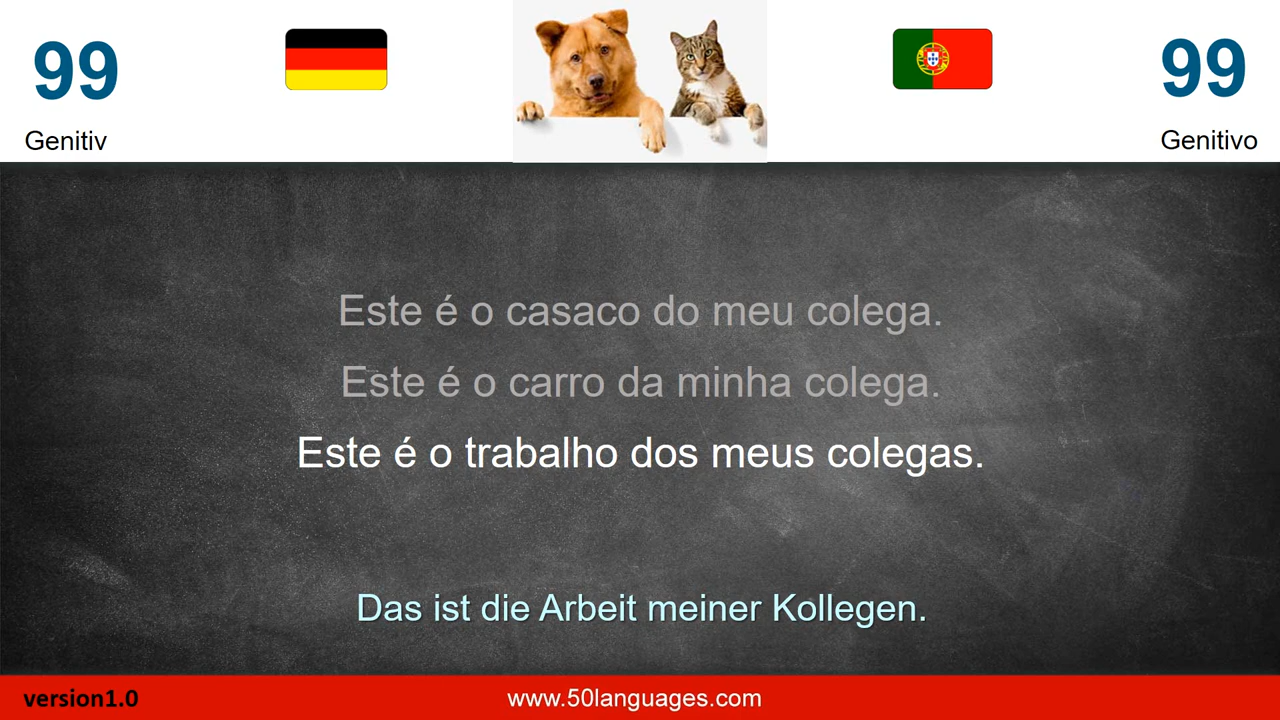 99
99
Genitiv
Genitivo
Este é o casaco do meu colega.
Este é o carro da minha colega.
Este é o trabalho dos meus colegas.
Das ist die Arbeit meiner Kollegen.
version1.0
www.50languages.com